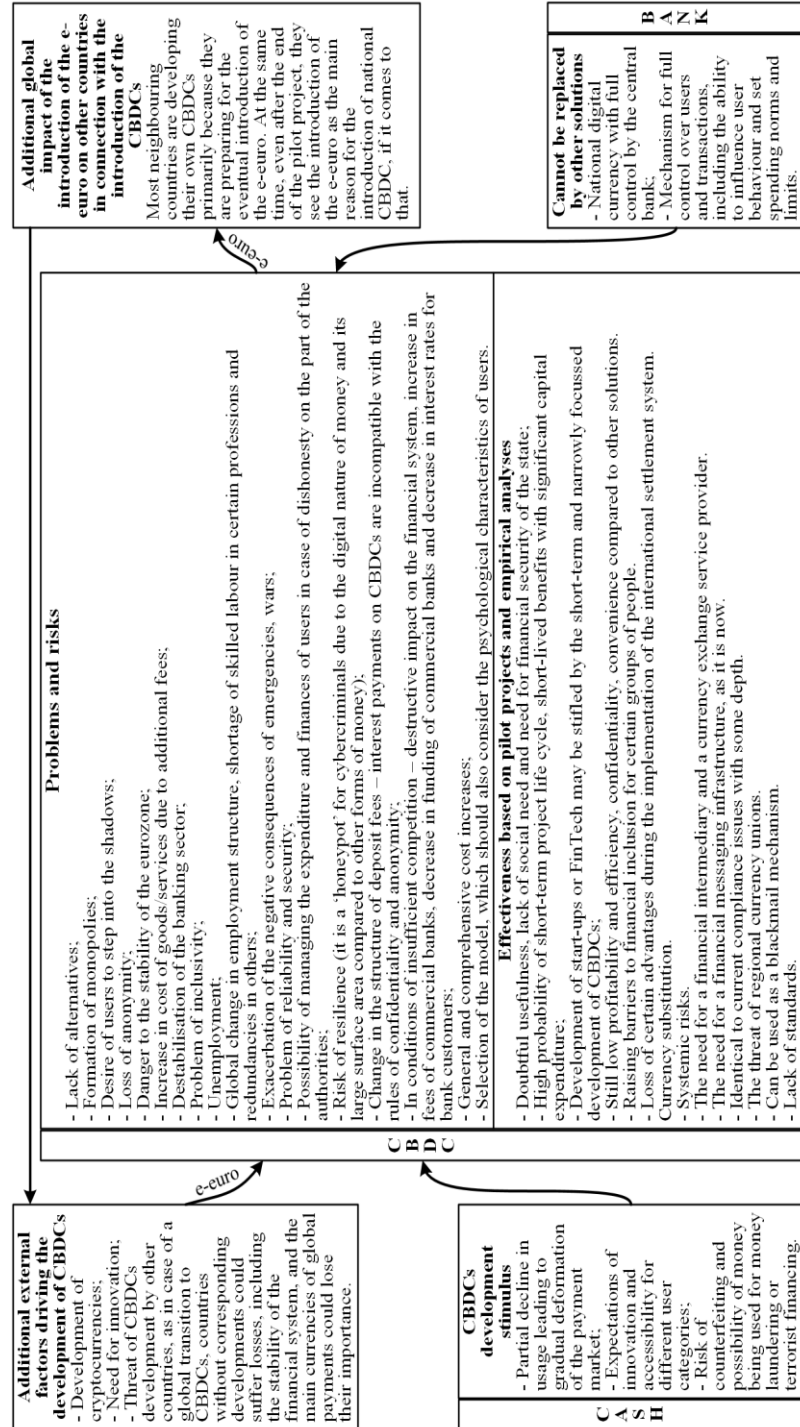 Additional external
factors driving the
development of CBDCs
- Development of
cryptocurrencies;
- Need for innovation;
- Threat of CBDCs
development by other
countries, as in case of a
global transition to
CBDCs, countries
without corresponding
developments could
suffer losses, including
the stability of the
financial system, and the
main currencies of global
payments could lose
their importance.
e-euro
C
A
S
H
CBDCs
development
stimulus
- Partial decline in
usage leading to
gradual deformation
of the payment
market;
- Expectations of
innovation and
accessibility for
different user
categories;
- Risk of
counterfeiting and
possibility of money
being used for money
laundering or
terrorist financing.
C
B
D
C
Problems and risks
- Lack of alternatives;
- Formation of monopolies;
- Desire of users to step into the shadows;
- Loss of anonymity;
- Danger to the stability of the eurozone;
- Increase in cost of goods/services due to additional fees;
- Destabilisation of the banking sector;
- Problem of inclusivity;
- Unemployment;
- Global change in employment structure, shortage of skilled labour in certain professions and
redundancies in others;
- Exacerbation of the negative consequences of emergencies, wars;
- Problem of reliability and security;
- Possibility of managing the expenditure and finances of users in case of dishonesty on the part of the
authorities;
- Risk of resilience (it is a ‘honeypot’ for cybercriminals due to the digital nature of money and its
large surface area compared to other forms of money);
- Change in the structure of deposit fees – interest payments on CBDCs are incompatible with the
rules of confidentiality and anonymity;
- In conditions of insufficient competition – destructive impact on the financial system, increase in
fees of commercial banks, decrease in funding of commercial banks and decrease in interest rates for
bank customers;
- General and comprehensive cost increases;
- Selection of the model, which should also consider the psychological characteristics of users.
Effectiveness based on pilot projects and empirical analyses
- Doubtful usefulness, lack of social need and need for financial security of the state;
- High probability of short-term project life cycle, short-lived benefits with significant capital
expenditure;
- Development of start-ups or FinTech may be stifled by the short-term and narrowly focussed
development of CBDCs;
- Still low profitability and efficiency, confidentiality, convenience compared to other solutions.
- Raising barriers to financial inclusion for certain groups of people.
- Loss of certain advantages during the implementation of the international settlement system.
Currency substitution.
- Systemic risks.
- The need for a financial intermediary and a currency exchange service provider.
- The need for a financial messaging infrastructure, as it is now.
- Identical to current compliance issues with some depth.
- The threat of regional currency unions.
- Can be used as a blackmail mechanism.
- Lack of standards.
e-euro
Additional global
impact of the
introduction of the e-
euro on other countries
in connection with the
introduction of the
CBDCs
Most neighbouring
countries are developing
their own CBDCs
primarily because they
are preparing for the
eventual introduction of
the e-euro. At the same
time, even after the end
of the pilot project, they
see the introduction of
the e-euro as the main
reason for the
introduction of national
CBDC, if it comes to
that.
Cannot be replaced
by other solutions
- National digital
currency with full
control by the central
bank;
- Mechanism for full
control over users
and transactions,
including the ability
to influence user
behaviour and set
spending norms and
limits.
B
A
N
K